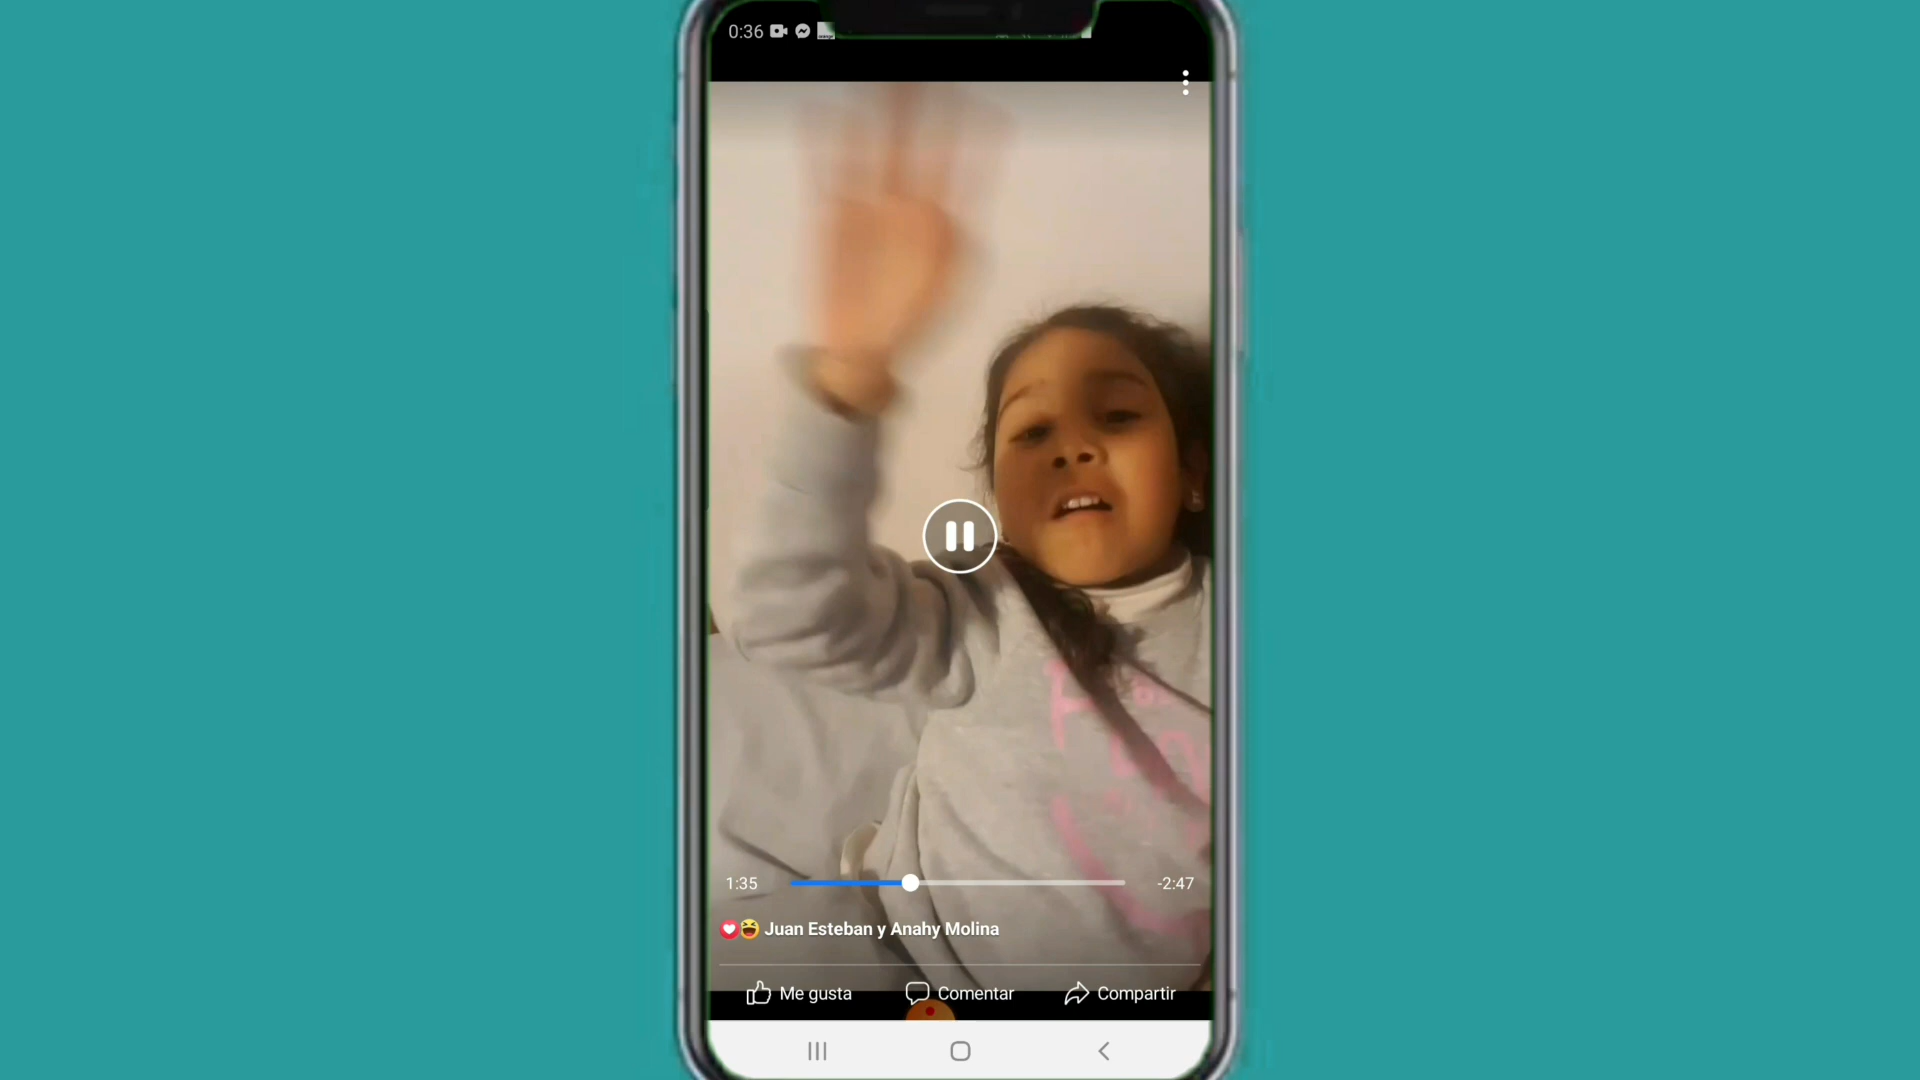 0:36
1:35
-2:47
Juan Esteban y Anahy Molina
Me gusta
Comentar
Compartir